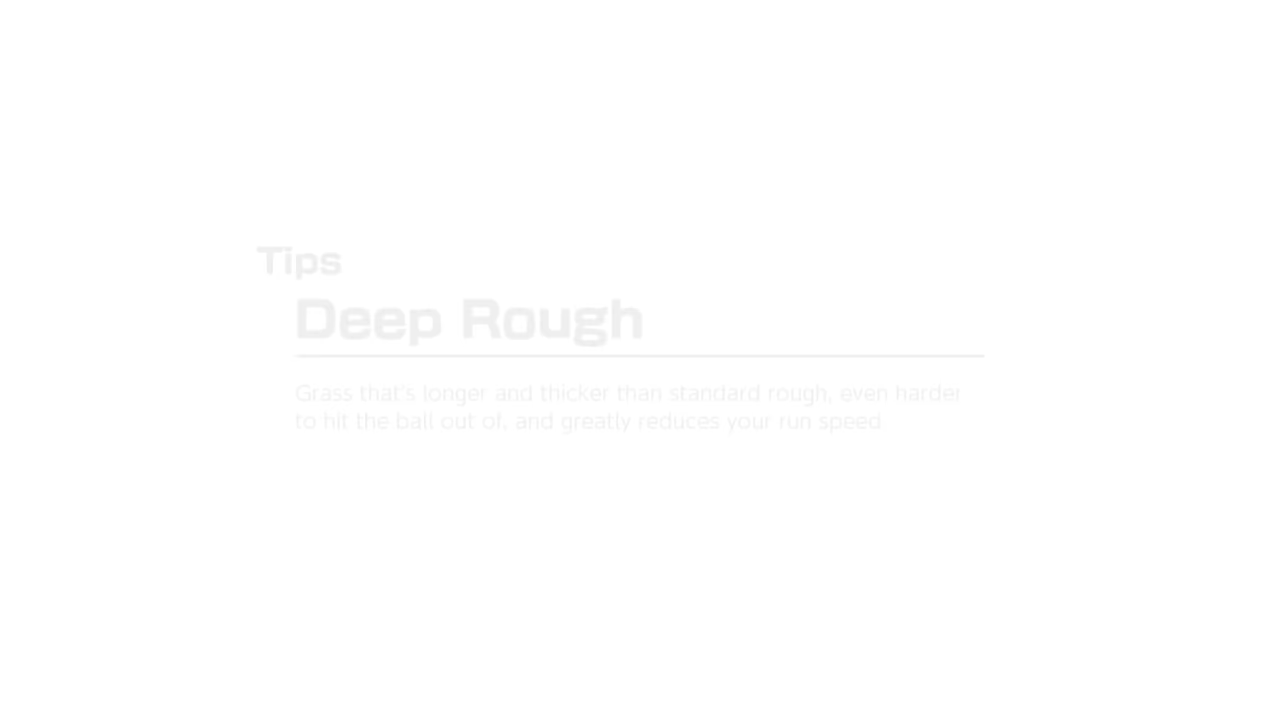 Tips
Deep Rough
Grass that's longer and thicker than standard rough, even harder
to hit the ball out of, and greatly reduces your run speed.